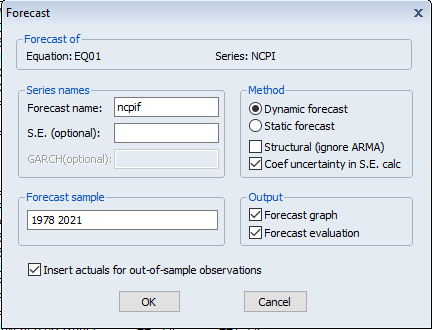 Forecast
Forecast of
Equation: EQ01 Series: NCPI
Series names
Forecast name: ncpif
S.E. (optional):
GARCH(optional):
Method
Dynamic forecast
Static forecast
Structural (ignore ARMA)
Coef uncertainty in S.E. calc
Forecast sample
1978 2021
Output
Forecast graph
Forecast evaluation
Insert actuals for out-of-sample observations
OK Cancel